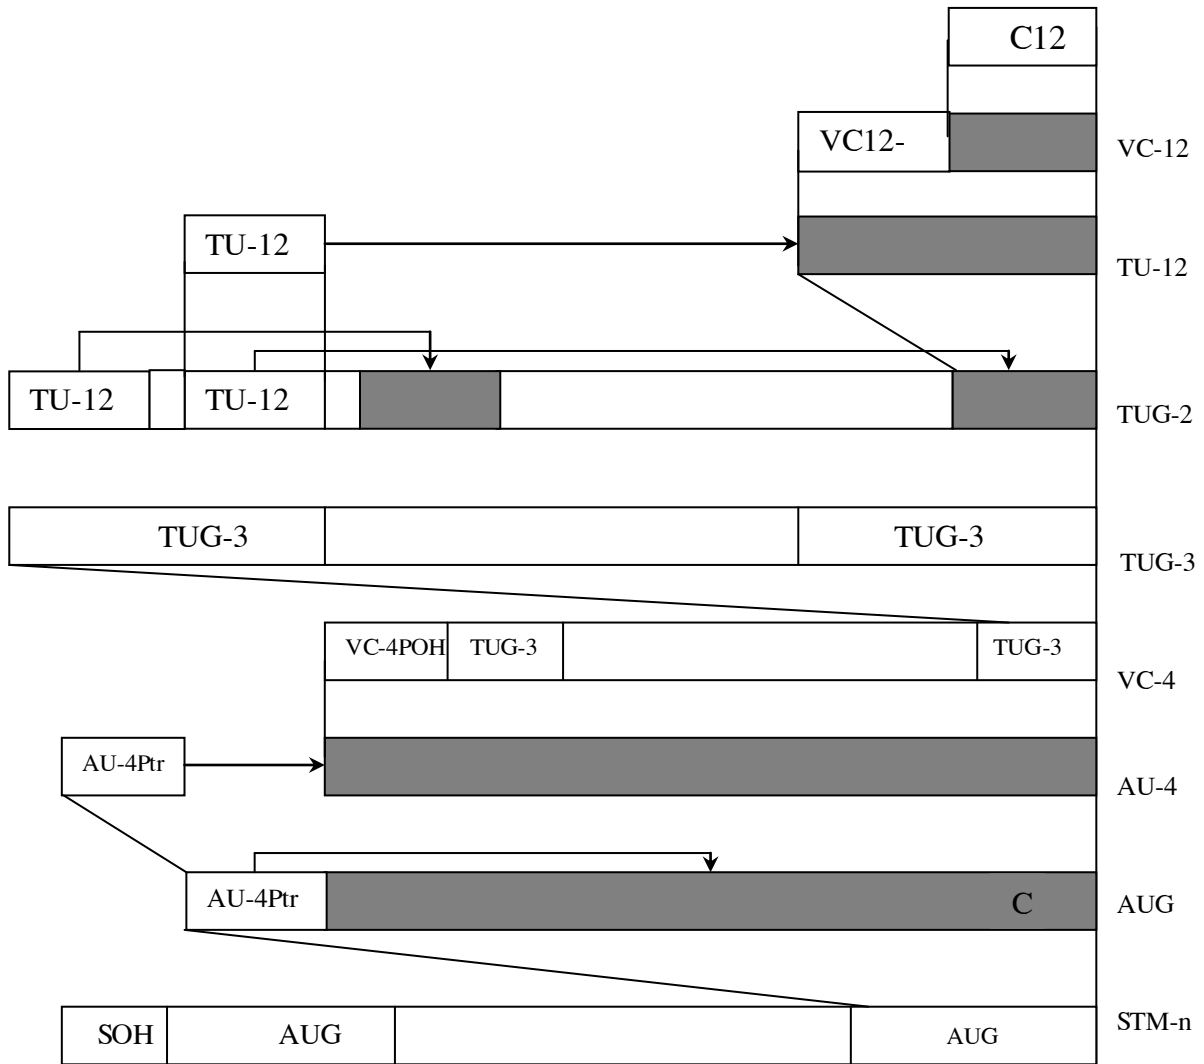 C12
VC12-
VC-12
TU-12
TU-12
TU-12 TU-12
TUG-2
TUG-3 TUG-3
TUG-3
VC-4POH TUG-3 TUG-3
VC-4
AU-4Ptr
AU-4
AU-4Ptr C
AUG
SOH AUG AUG
STM-n